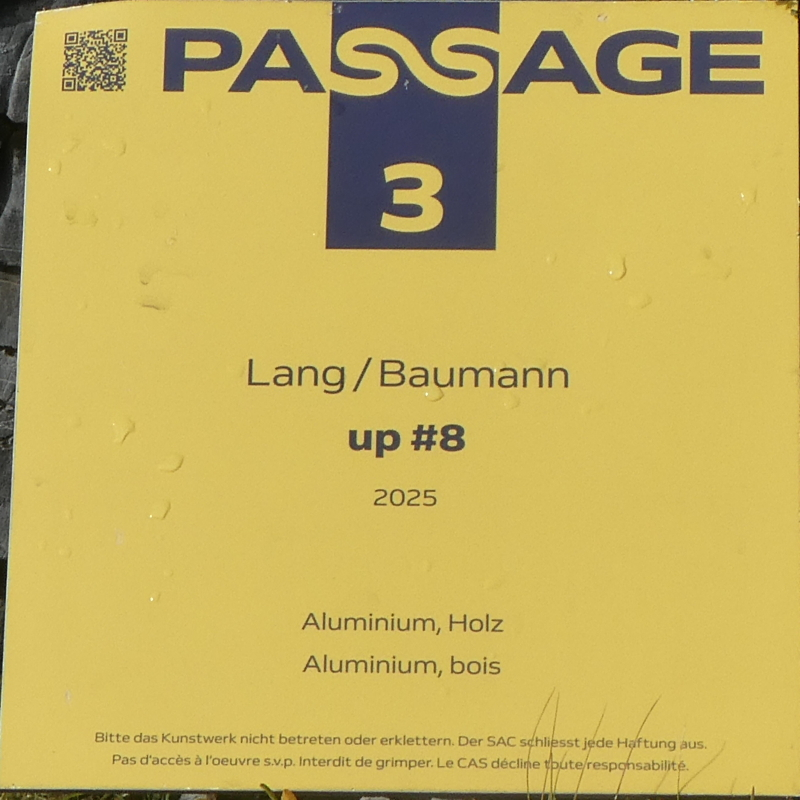 PASSAGE
3
Lang / Baumann
up #8
2025
Aluminium, Holz
Aluminium, bois
Bitte das Kunstwerk nicht betreten oder erklettern. Der SAC schliesst jede Haftung aus.
Pas d'accès à l'oeuvre s.v.p. Interdit de grimper. Le CAS décline toute responsabilité.